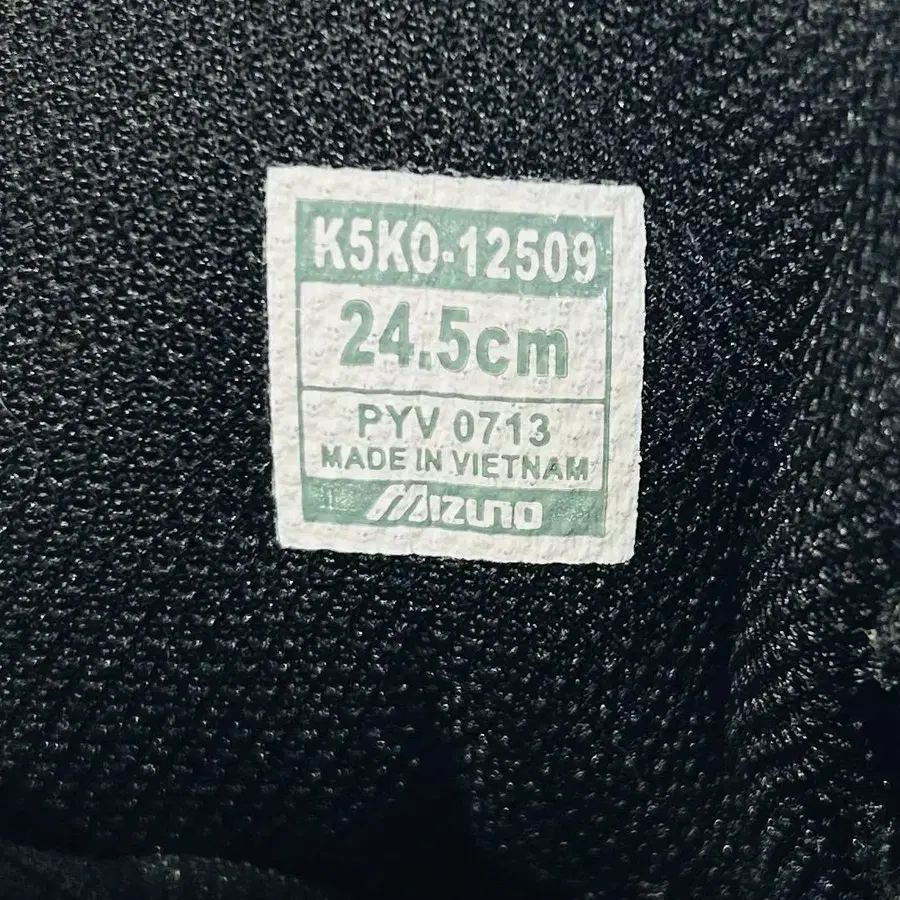 K5KO-12509
24.5cm
PYV 0713
MADE IN VIETNAM
MIZUNO